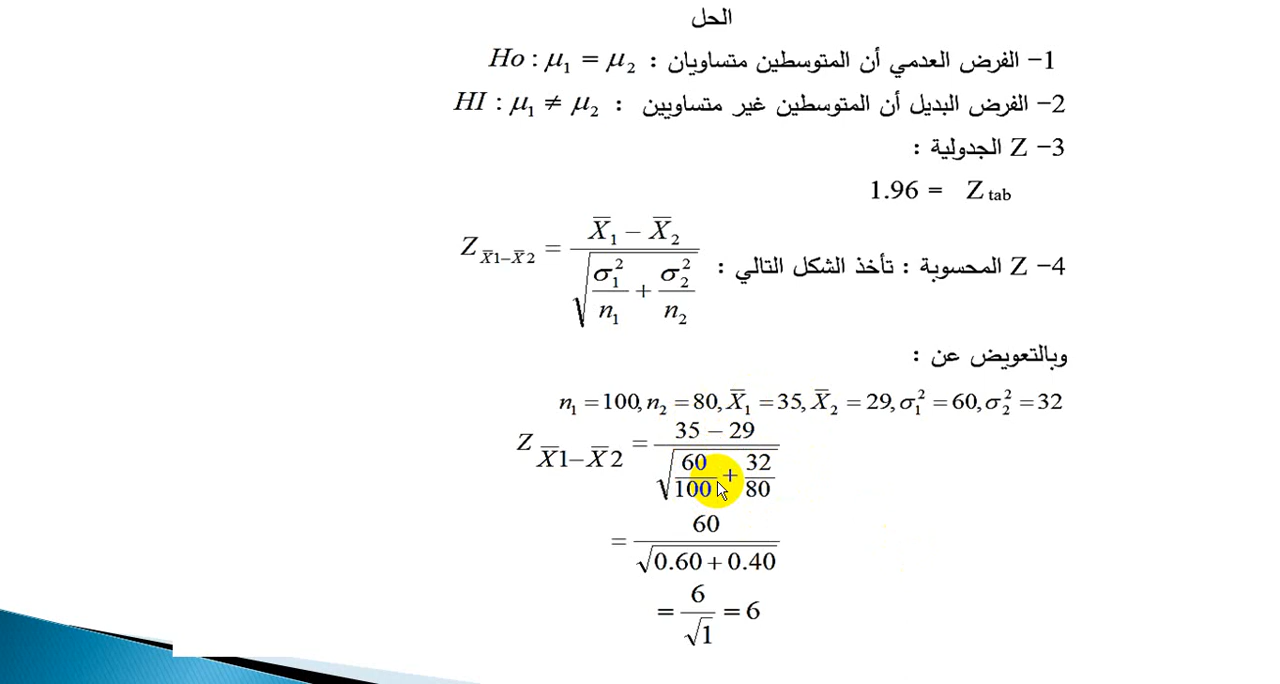 الحل
1- الفرض العدمي أن المتوسطين متساويان : Ho : μ₁ = μ₂
2- الفرض البديل أن المتوسطين غير متساويين : HI : μ₁ ≠ μ₂
3- Z الجدولية :
1.96 = Z tab
4- Z المحسوبة : تأخذ الشكل التالي : Z X̅1–X̅2 = (X̅₁ − X̅₂) / √(σ₁²/n₁ + σ₂²/n₂)
وبالتعويض عن :
n₁ = 100, n₂ = 80, X̅₁ = 35, X̅₂ = 29, σ₁² = 60, σ₂² = 32
Z X̅1– X̅2 = (35 − 29) / √(60/100 + 32/80)
= 60 / √(0.60 + 0.40)
= 6/√1 = 6